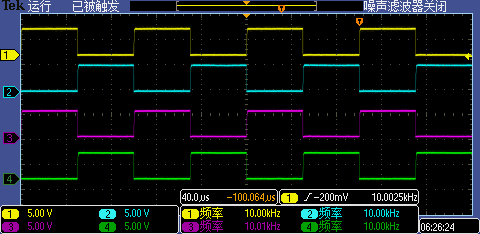 Tek 运行 已被触发 噪声滤波器关闭
1
2
3
4
40.0µs -100.064µs 1 -200mV 10.0025kHz
1 5.00 V 2 5.00 V 1 频率 10.00kHz 2 频率 10.00kHz
3 5.00 V 4 5.00 V 3 频率 10.01kHz 4 频率 10.00kHz 06:26:24